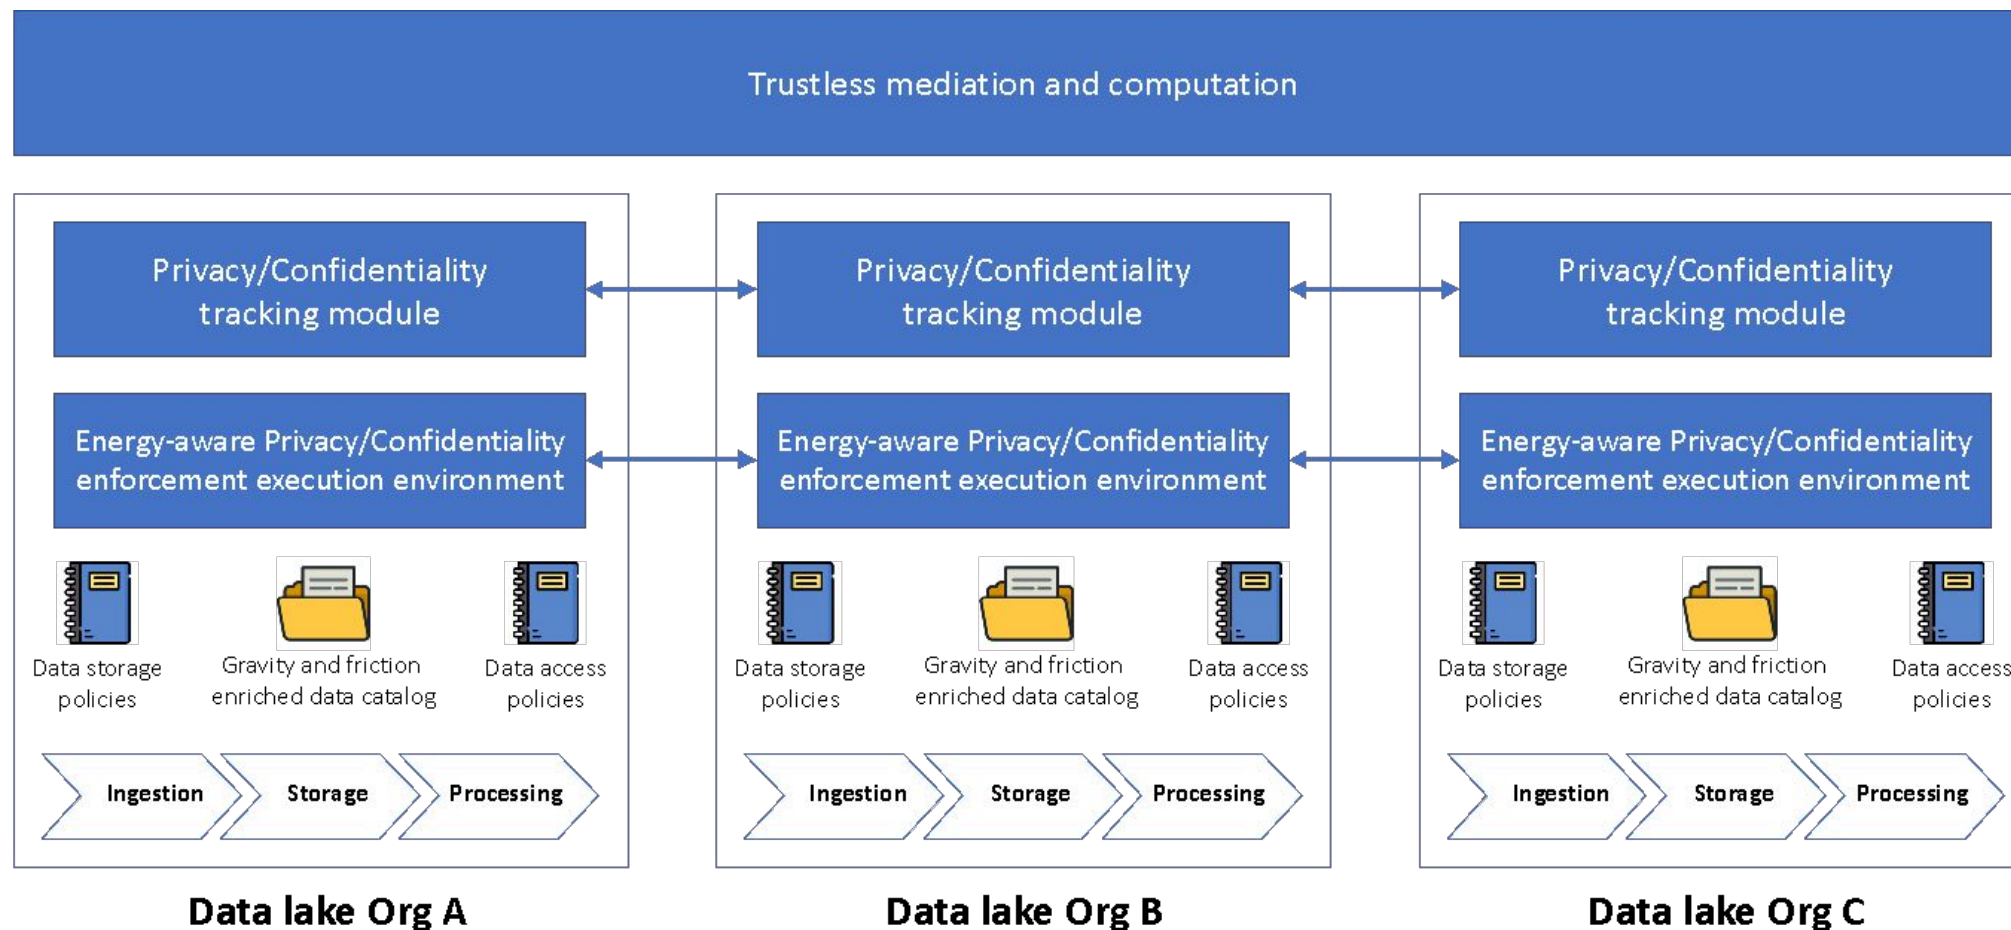 Trustless mediation and computation
Privacy/Confidentiality
tracking module
Energy-aware Privacy/Confidentiality
enforcement execution environment
Data storage
policies
Gravity and friction
enriched data catalog
Data access
policies
Ingestion
Storage
Processing
Data lake Org A
Privacy/Confidentiality
tracking module
Energy-aware Privacy/Confidentiality
enforcement execution environment
Data storage
policies
Gravity and friction
enriched data catalog
Data access
policies
Ingestion
Storage
Processing
Data lake Org B
Privacy/Confidentiality
tracking module
Energy-aware Privacy/Confidentiality
enforcement execution environment
Data storage
policies
Gravity and friction
enriched data catalog
Data access
policies
Ingestion
Storage
Processing
Data lake Org C